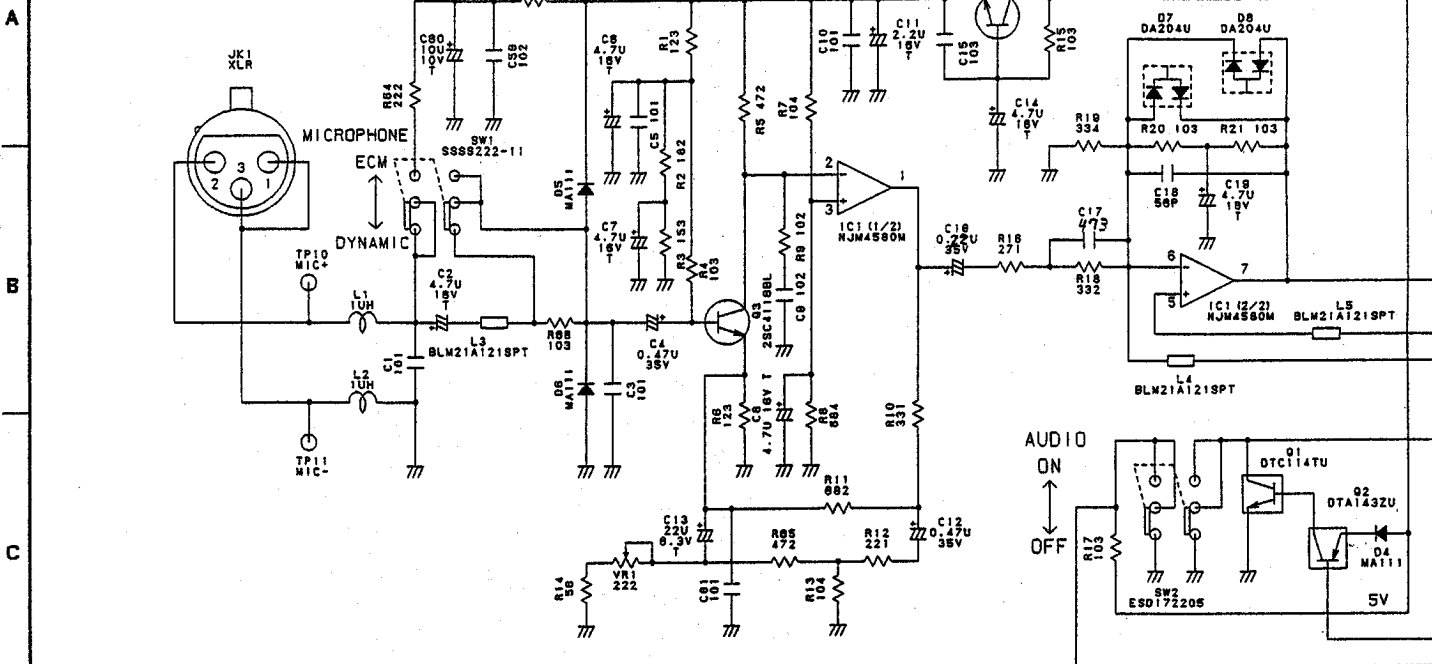 A
B
C
JK1
XLR
2
3
1
MICROPHONE
ECM
DYNAMIC
R64
222
C60
10U
10V
T
C59
102
SW1
SSSS222-11
TP10
MIC+
TP11
MIC-
L1
1UH
L2
1UH
C1
101
C2
4.7U
16V
T
L3
BLM21A121SPT
R66
103
D5
MA111
D6
MA111
C3
101
C4
0.47U
35V
C6
4.7U
16V
T
C5 101
C7
4.7U
16V
T
R1
123
R2 182
R3 153
R4
103
Q3
2SC4116BL
R5 472
R6
123
C8
4.7U 16V T
R7
104
R8
684
R9 102
C9 102
2
3
1
IC1 (1/2)
NJM4580M
R10
331
R11
682
R12
221
C12
0.47U
35V
C13
22U
6.3V
T
R65
472
R13
104
C61
101
VR1
222
R14
56
C10
101
C11
2.2U
16V
T
C15
103
R15
103
C14
4.7U
16V
T
C16
0.22U
35V
R16
271
C17
473
R18
332
R19
334
D7
DA204U
D8
DA204U
R20 103
R21 103
C18
56P
C19
4.7U
16V
T
6
5
7
IC1 (2/2)
NJM4580M
L5
BLM21A121SPT
L4
BLM21A121SPT
AUDIO
ON
OFF
R17
103
SW2
ESD172205
Q1
DTC114TU
Q2
DTA143ZU
D4
MA111
5V